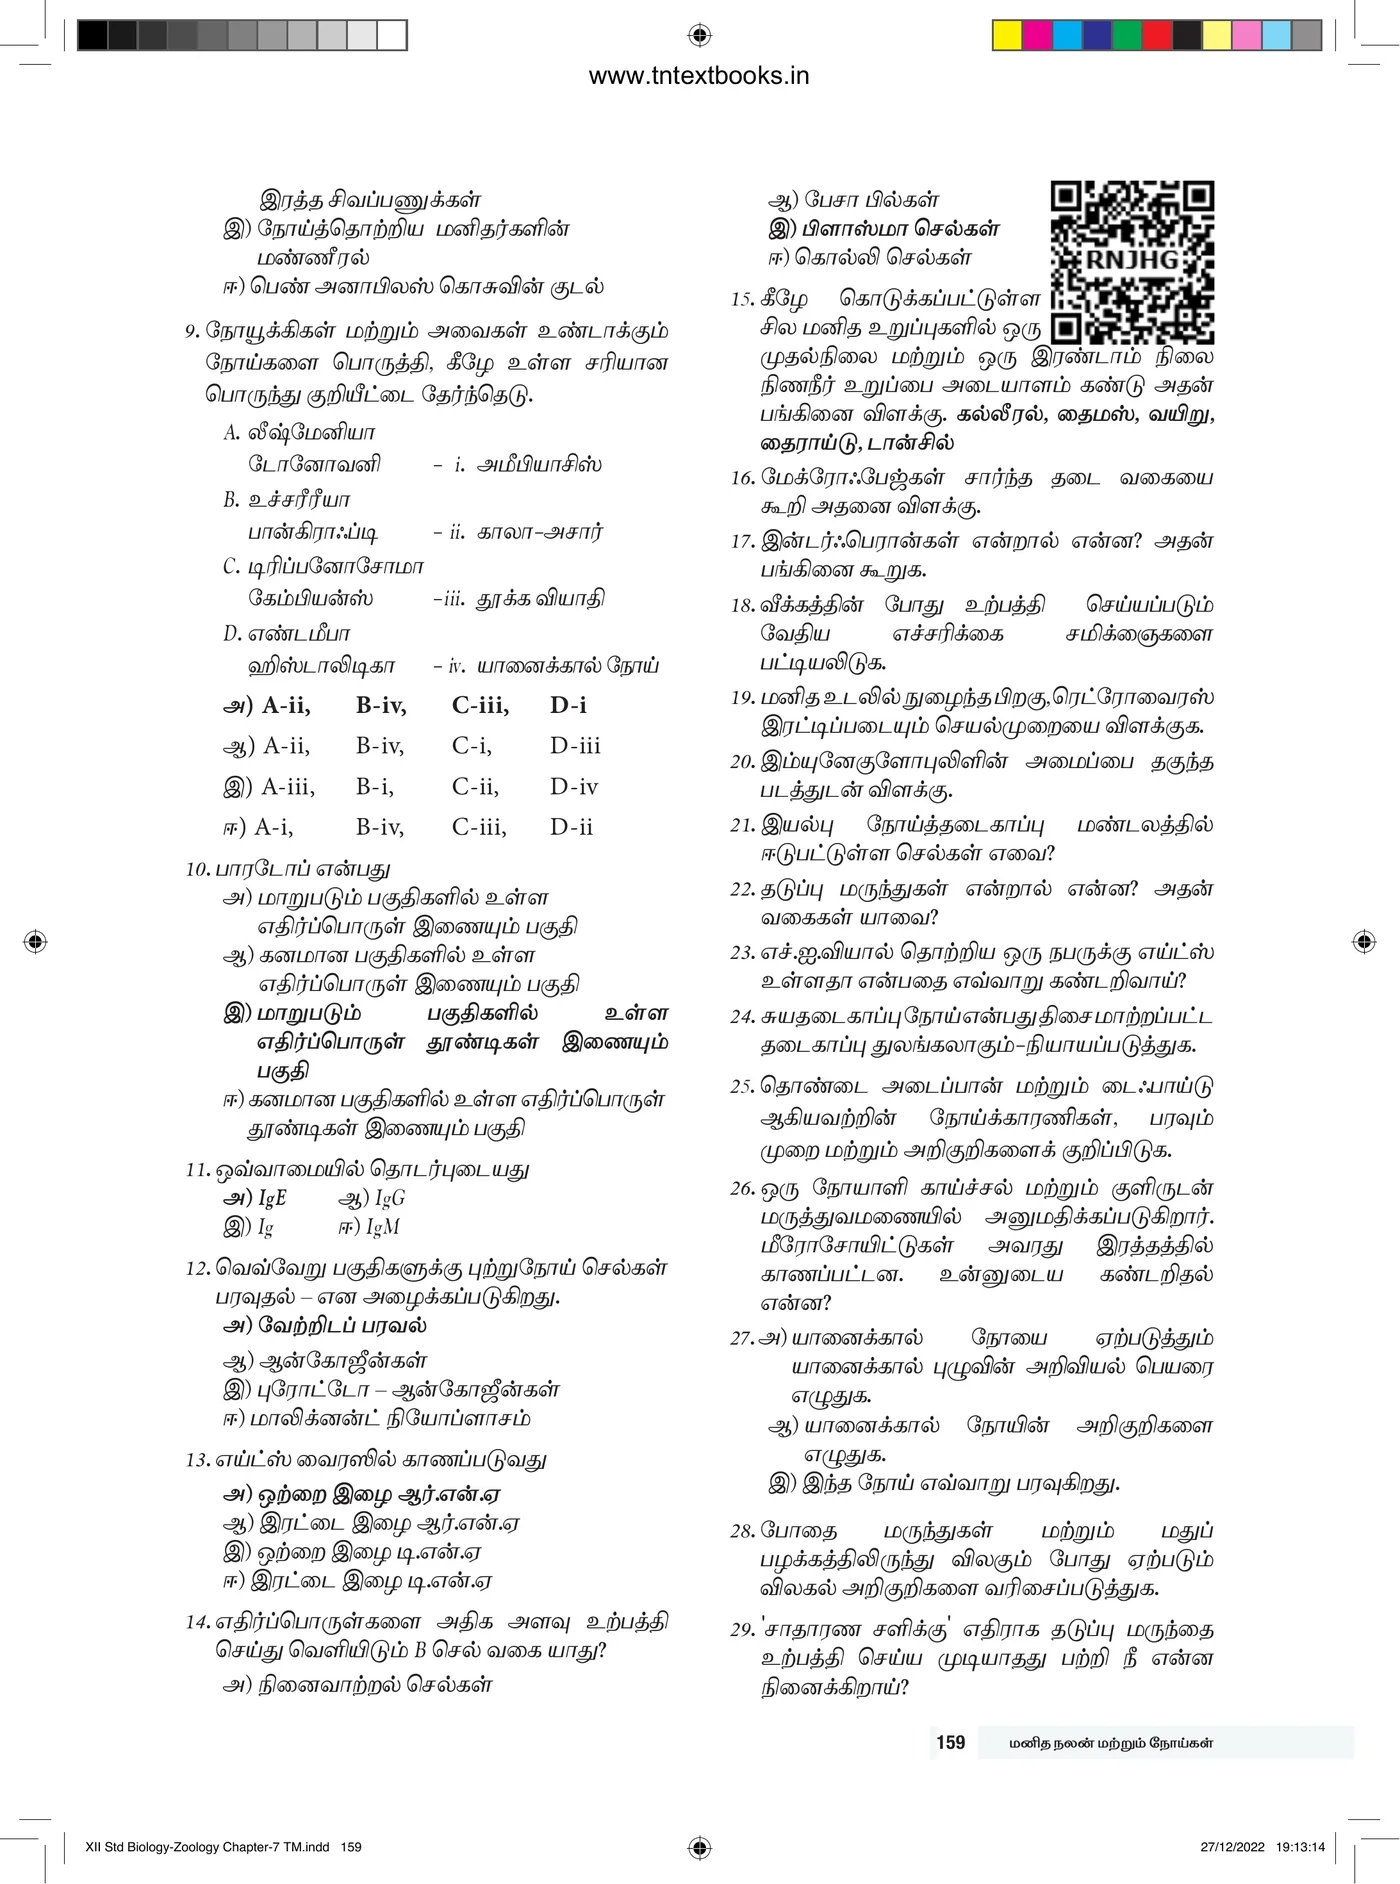 www.tntextbooks.in
இரத்த சிவப்பணுக்கள்
இ) நோய்த்தொற்றிய மனிதர்களின்
மண்ணீரல்
ஈ) பெண் அனாபிலஸ் கொசுவின் குடல்
9. நோயூக்கிகள் மற்றும் அவைகள் உண்டாக்கும்
நோய்களை பொருத்தி, கீழே உள்ள சரியான
பொருந்து குறியீட்டை தேர்ந்தெடு.
A. லீஷ்மேனியா
டோனோவனி - i. அமீபியாசிஸ்
B. உச்சரீரியா
பான்கிராஃப்டி - ii. காலா-அசார்
C. டிரிப்பனோசோமா
கேம்பியன்ஸ் -iii. தூக்க வியாதி
D. எண்டமீபா
ஹிஸ்டாலிடிகா - iv. யானைக்கால் நோய்
அ) A-ii, B-iv, C-iii, D-i
ஆ) A-ii, B-iv, C-i, D-iii
இ) A-iii, B-i, C-ii, D-iv
ஈ) A-i, B-iv, C-iii, D-ii
10. பாரடோப் என்பது
அ) மாறுபடும் பகுதிகளில் உள்ள
எதிர்ப்பொருள் இணையும் பகுதி
ஆ) கனமான பகுதிகளில் உள்ள
எதிர்ப்பொருள் இணையும் பகுதி
இ) மாறுபடும் பகுதிகளில் உள்ள
எதிர்ப்பொருள் தூண்டிகள் இணையும்
பகுதி
ஈ) கனமான பகுதிகளில் உள்ள எதிர்ப்பொருள்
தூண்டிகள் இணையும் பகுதி
11. ஒவ்வாமையில் தொடர்புடையது
அ) IgE ஆ) IgG
இ) Ig ஈ) IgM
12. வெவ்வேறு பகுதிகளுக்கு புற்றுநோய் செல்கள்
பரவுதல் – என அழைக்கப்படுகிறது.
அ) வேற்றிடப் பரவல்
ஆ) ஆன்கோஜீன்கள்
இ) புரோட்டோ – ஆன்கோஜீன்கள்
ஈ) மாலிக்னன்ட் நியோப்ளாசம்
13. எய்ட்ஸ் வைரஸில் காணப்படுவது
அ) ஒற்றை இழை ஆர்.என்.ஏ
ஆ) இரட்டை இழை ஆர்.என்.ஏ
இ) ஒற்றை இழை டி.என்.ஏ
ஈ) இரட்டை இழை டி.என்.ஏ
14. எதிர்ப்பொருள்களை அதிக அளவு உற்பத்தி
செய்து வெளியிடும் B செல் வகை யாது?
அ) நினைவாற்றல் செல்கள்
ஆ) பேசா பில்கள்
இ) பிளாஸ்மா செல்கள்
ஈ) கொல்லி செல்கள்
RNJHG
15. கீழே கொடுக்கப்பட்டுள்ள
சில மனித உறுப்புகளில் ஒரு
முதல்நிலை மற்றும் ஒரு இரண்டாம் நிலை
நிணநீர் உறுப்பை அடையாளம் கண்டு அதன்
பங்கினை விளக்கு. கல்லீரல், தைமஸ், வயிறு,
தைராய்டு, டான்சில்
16. மேக்ரோஃபேஜ்கள் சார்ந்த தடை வகையை
கூறி அதனை விளக்கு.
17. இன்டர்ஃபெரான்கள் என்றால் என்ன? அதன்
பங்கினை கூறுக.
18. வீக்கத்தின் போது உற்பத்தி செய்யப்படும்
வேதிய எச்சரிக்கை சமிக்ஞைகளை
பட்டியலிடுக.
19. மனித உடலில் நுழைந்த பிறகு,ரெட்ரோவைரஸ்
இரட்டிப்படையும் செயல்முறையை விளக்குக.
20. இம்யுனேகுளோபுலினின் அமைப்பை தகுந்த
படத்துடன் விளக்கு.
21. இயல்பு நோய்த்தடைகாப்பு மண்டலத்தில்
ஈடுபட்டுள்ள செல்கள் எவை?
22. தடுப்பு மருந்துகள் என்றால் என்ன? அதன்
வகைகள் யாவை?
23. எச்.ஐ.வியால் தொற்றிய ஒரு நபருக்கு எய்ட்ஸ்
உள்ளதா என்பதை எவ்வாறு கண்டறிவாய்?
24. சுயதடைகாப்பு நோய் என்பது திசைமாற்றப்பட்ட
தடைகாப்பு துலங்கலாகும்-நியாயப்படுத்துக.
25. தொண்டை அடைப்பான் மற்றும் டைஃபாய்டு
ஆகியவற்றின் நோய்க்காரணிகள், பரவும்
முறை மற்றும் அறிகுறிகளைக் குறிப்பிடுக.
26. ஒரு நோயாளி காய்ச்சல் மற்றும் குளிருடன்
மருத்துவமணையில் அனுமதிக்கப்படுகிறார்.
மீரோசோயிட்டுகள் அவரது இரத்தத்தில்
காணப்பட்டன. உன்னுடைய கண்டறிதல்
என்ன?
27.அ) யானைக்கால் நோயை ஏற்படுத்தும்
யானைக்கால் புழுவின் அறிவியல் பெயரை
எழுதுக.
ஆ) யானைக்கால் நோயின் அறிகுறிகளை
எழுதுக.
இ) இந்த நோய் எவ்வாறு பரவுகிறது.
28. போதை மருந்துகள் மற்றும் மதுப்
பழக்கத்திலிருந்து விலகும் போது ஏற்படும்
விலகல் அறிகுறிகளை வரிசைப்படுத்துக.
29. 'சாதாரண சளிக்கு' எதிராக தடுப்பு மருந்தை
உற்பத்தி செய்ய முடியாதது பற்றி நீ என்ன
நினைக்கிறாய்?
159 மனித நலன் மற்றும் நோய்கள்
XII Std Biology-Zoology Chapter-7 TM.indd 159 27/12/2022 19:13:14